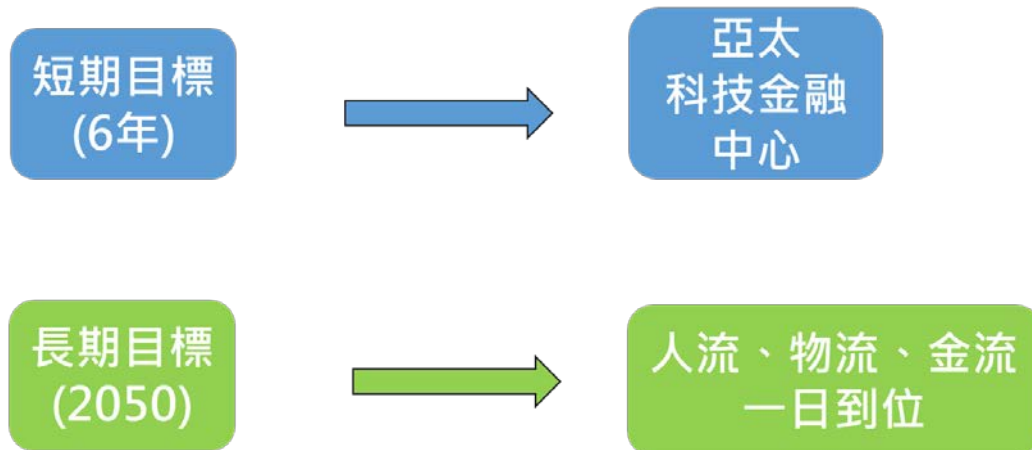 短期目標
(6年)
亞太
科技金融
中心
長期目標
(2050)
人流、物流、金流
一日到位